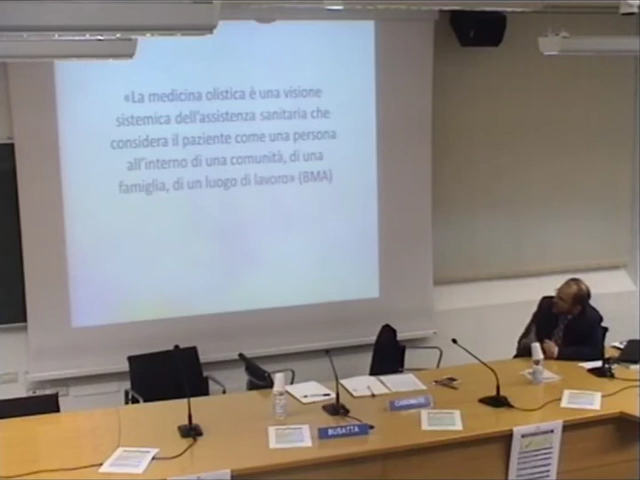 «La medicina olistica è una visione
sistemica dell'assistenza sanitaria che
considera il paziente come una persona
all'interno di una comunità, di una
famiglia, di un luogo di lavoro» (BMA)
BUSATTA